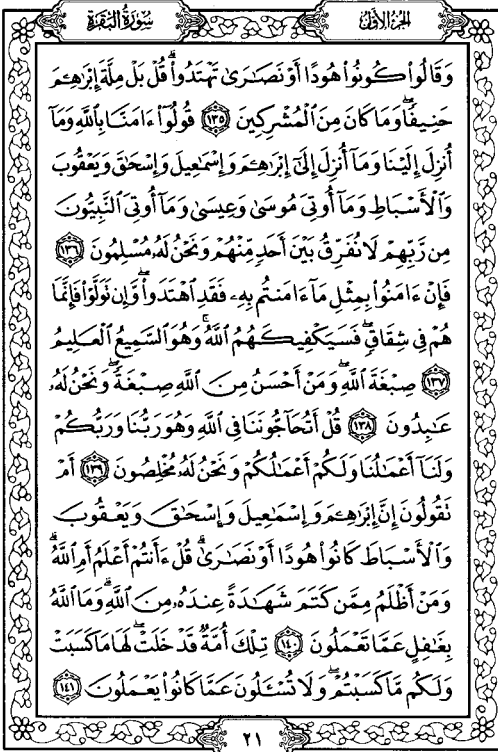 سُورَةُ البَقَرَةِ
الجُزءُ الأوّلُ
وَقَالُوا۟ كُونُوا۟ هُودًا أَوْ نَصَٰرَىٰ تَهْتَدُوا۟ۗ قُلْ بَلْ مِلَّةَ إِبْرَٰهِـۧمَ
حَنِيفًاۖ وَمَا كَانَ مِنَ ٱلْمُشْرِكِينَ ١٣٥ قُولُوٓا۟ ءَامَنَّا بِٱللَّهِ وَمَآ
أُنزِلَ إِلَيْنَا وَمَآ أُنزِلَ إِلَىٰٓ إِبْرَٰهِـۧمَ وَإِسْمَٰعِيلَ وَإِسْحَٰقَ وَيَعْقُوبَ
وَٱلْأَسْبَاطِ وَمَآ أُوتِىَ مُوسَىٰ وَعِيسَىٰ وَمَآ أُوتِىَ ٱلنَّبِيُّونَ
مِن رَّبِّهِمْ لَا نُفَرِّقُ بَيْنَ أَحَدٍ مِّنْهُمْ وَنَحْنُ لَهُۥ مُسْلِمُونَ ١٣٦
فَإِنْ ءَامَنُوا۟ بِمِثْلِ مَآ ءَامَنتُم بِهِۦ فَقَدِ ٱهْتَدَوا۟ۖ وَّإِن تَوَلَّوْا۟ فَإِنَّمَا
هُمْ فِى شِقَاقٍۖ فَسَيَكْفِيكَهُمُ ٱللَّهُۚ وَهُوَ ٱلسَّمِيعُ ٱلْعَلِيمُ
١٣٧ صِبْغَةَ ٱللَّهِۖ وَمَنْ أَحْسَنُ مِنَ ٱللَّهِ صِبْغَةًۖ وَنَحْنُ لَهُۥ
عَٰبِدُونَ ١٣٨ قُلْ أَتُحَآجُّونَنَا فِى ٱللَّهِ وَهُوَ رَبُّنَا وَرَبُّكُمْ
وَلَنَآ أَعْمَٰلُنَا وَلَكُمْ أَعْمَٰلُكُمْ وَنَحْنُ لَهُۥ مُخْلِصُونَ ١٣٩ أَمْ
تَقُولُونَ إِنَّ إِبْرَٰهِـۧمَ وَإِسْمَٰعِيلَ وَإِسْحَٰقَ وَيَعْقُوبَ
وَٱلْأَسْبَاطَ كَانُوا۟ هُودًا أَوْ نَصَٰرَىٰۗ قُلْ ءَأَنتُمْ أَعْلَمُ أَمِ ٱللَّهُۗ
وَمَنْ أَظْلَمُ مِمَّن كَتَمَ شَهَٰدَةً عِندَهُۥ مِنَ ٱللَّهِۗ وَمَا ٱللَّهُ
بِغَٰفِلٍ عَمَّا تَعْمَلُونَ ١٤٠ تِلْكَ أُمَّةٌ قَدْ خَلَتْۖ لَهَا مَا كَسَبَتْ
وَلَكُم مَّا كَسَبْتُمْۖ وَلَا تُسْـَٔلُونَ عَمَّا كَانُوا۟ يَعْمَلُونَ ١٤١
٢١